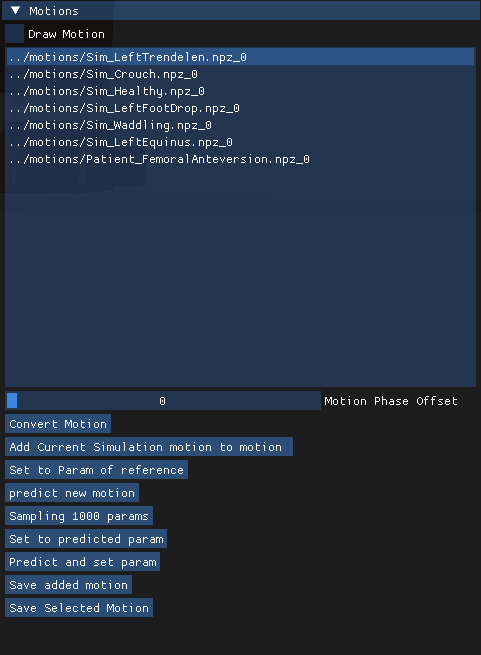 Motions
Draw Motion
../motions/Sim_LeftTrendelen.npz_0
../motions/Sim_Crouch.npz_0
../motions/Sim_Healthy.npz_0
../motions/Sim_LeftFootDrop.npz_0
../motions/Sim_Waddling.npz_0
../motions/Sim_LeftEquinus.npz_0
../motions/Patient_FemoralAnteversion.npz_0
0 Motion Phase Offset
Convert Motion
Add Current Simulation motion to motion
Set to Param of reference
predict new motion
Sampling 1000 params
Set to predicted param
Predict and set param
Save added motion
Save Selected Motion